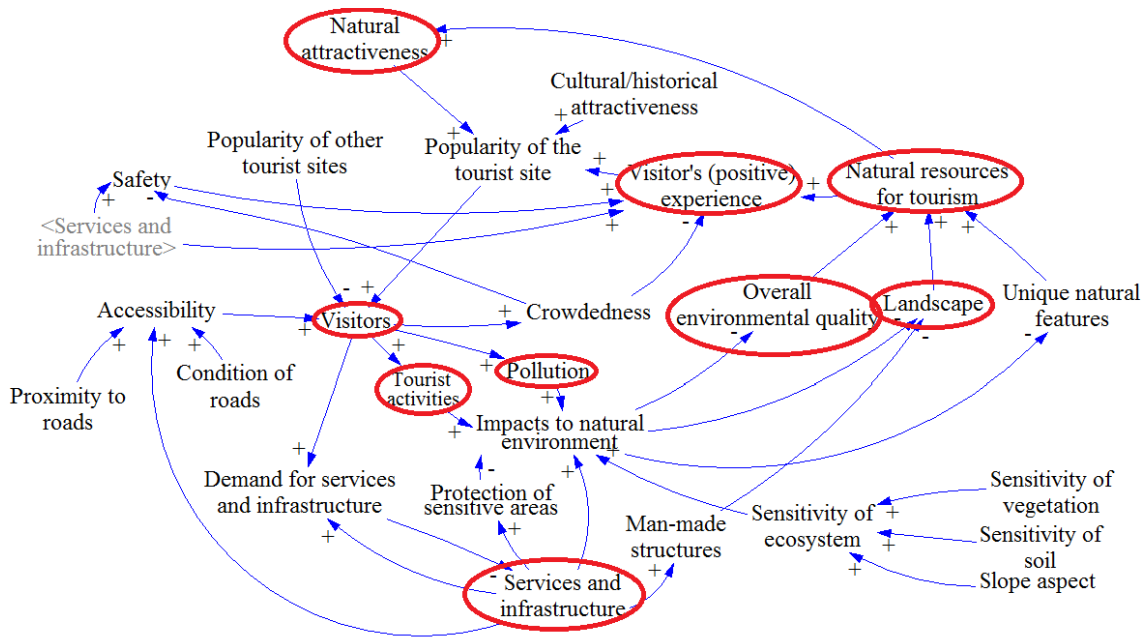 Natural
attractiveness
+
Cultural/historical
attractiveness
+
+
Popularity of other
tourist sites
Popularity of the
tourist site
+
Visitor's (positive)
experience
+
+
+
-
Natural resources
for tourism
+
+
+
Safety
+
-
<Services and
infrastructure>
-
+
Accessibility
+
+
+
+
Visitors
+
+
Crowdedness
Overall
environmental quality
-
Landscape
-
-
Unique natural
features
-
Proximity to
roads
Condition of
roads
+
Tourist
activities
+
Pollution
+
+
Impacts to natural
environment
+
-
+
+
Demand for services
and infrastructure
+
Protection of
sensitive areas
+
Man-made
structures
+
Sensitivity of
ecosystem
+
+
+
Sensitivity of
vegetation
Sensitivity of
soil
Slope aspect
-
Services and
infrastructure